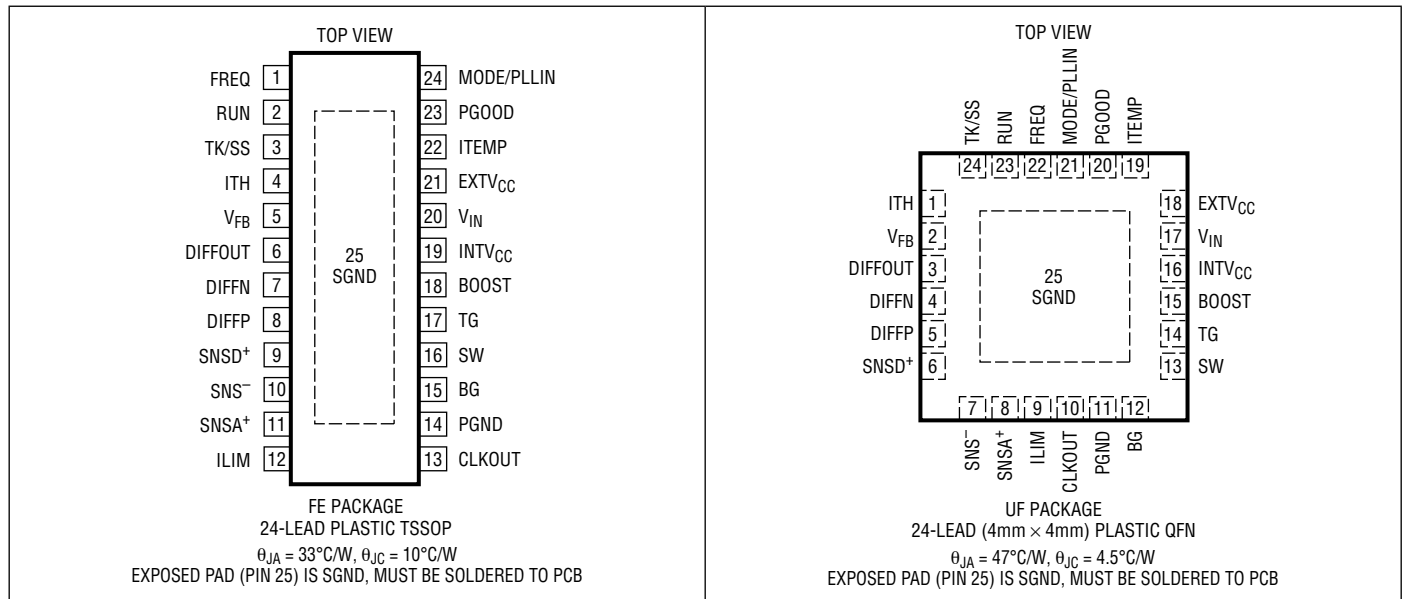 TOP VIEW
FREQ 1
RUN 2
TK/SS 3
ITH 4
VFB 5
DIFFOUT 6
DIFFN 7
DIFFP 8
SNSD+ 9
SNS– 10
SNSA+ 11
ILIM 12
25
SGND
24 MODE/PLLIN
23 PGOOD
22 ITEMP
21 EXTVCC
20 VIN
19 INTVCC
18 BOOST
17 TG
16 SW
15 BG
14 PGND
13 CLKOUT
FE PACKAGE
24-LEAD PLASTIC TSSOP
θJA = 33°C/W, θJC = 10°C/W
EXPOSED PAD (PIN 25) IS SGND, MUST BE SOLDERED TO PCB
TOP VIEW
TK/SS
RUN
FREQ
MODE/PLLIN
PGOOD
ITEMP
24 23 22 21 20 19
ITH 1
VFB 2
DIFFOUT 3
DIFFN 4
DIFFP 5
SNSD+ 6
25
SGND
18 EXTVCC
17 VIN
16 INTVCC
15 BOOST
14 TG
13 SW
7 8 9 10 11 12
SNS–
SNSA+
ILIM
CLKOUT
PGND
BG
UF PACKAGE
24-LEAD (4mm × 4mm) PLASTIC QFN
θJA = 47°C/W, θJC = 4.5°C/W
EXPOSED PAD (PIN 25) IS SGND, MUST BE SOLDERED TO PCB